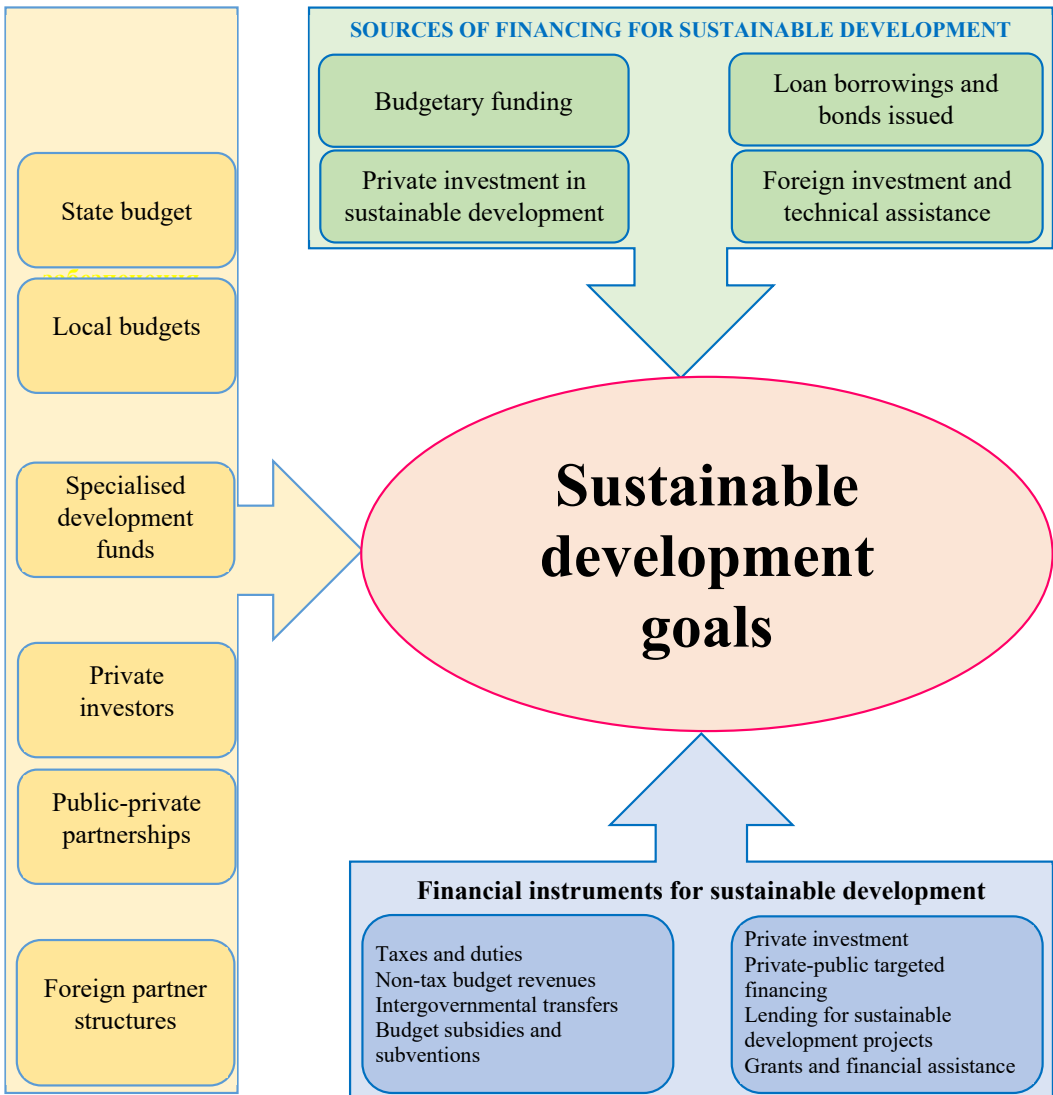 SOURCES OF FINANCING FOR SUSTAINABLE DEVELOPMENT
Budgetary funding
Loan borrowings and
bonds issued
Private investment in
sustainable development
Foreign investment and
technical assistance
State budget
Local budgets
Specialised
development
funds
Private
investors
Public-private
partnerships
Foreign partner
structures
Sustainable
development
goals
Financial instruments for sustainable development
Taxes and duties
Non-tax budget revenues
Intergovernmental transfers
Budget subsidies and
subventions
Private investment
Private-public targeted
financing
Lending for sustainable
development projects
Grants and financial assistance